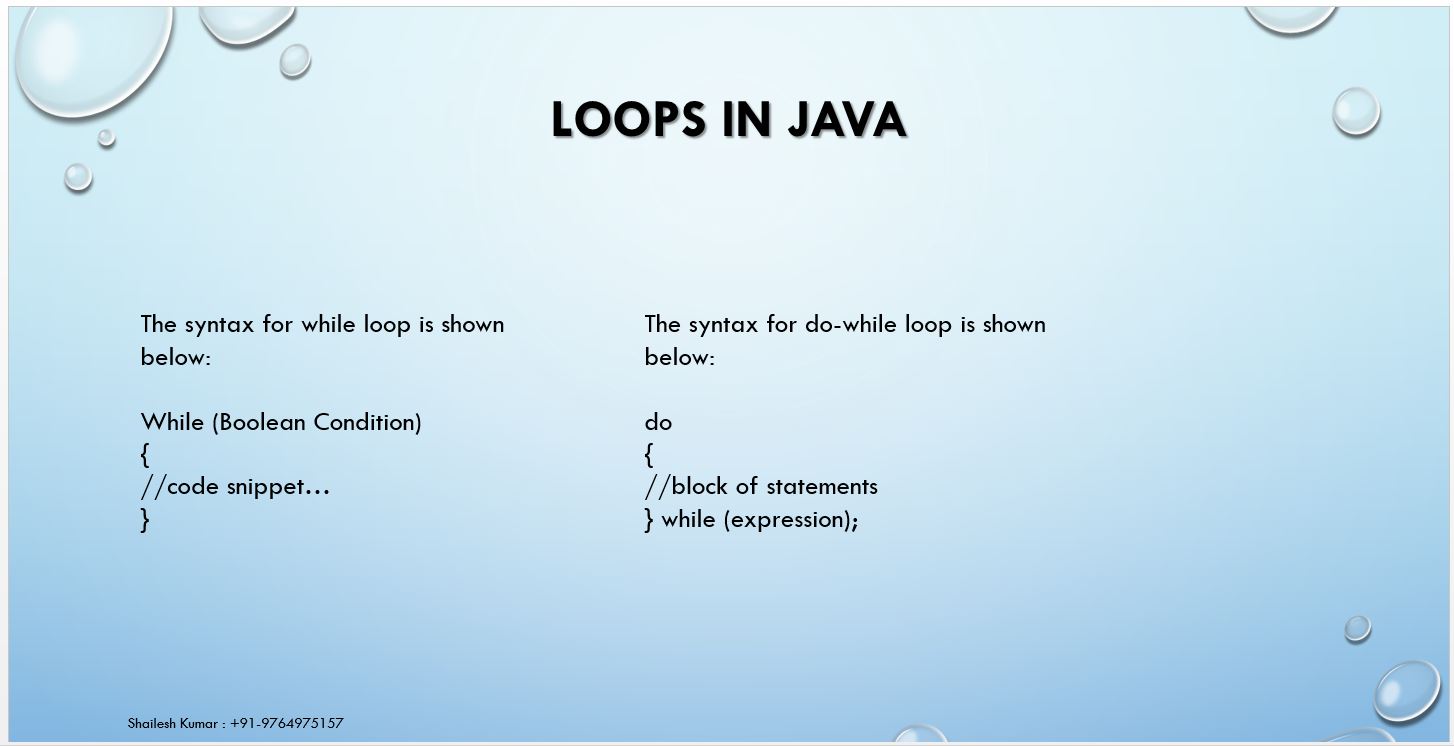 LOOPS IN JAVA
The syntax for while loop is shown
below:
While (Boolean Condition)
{
//code snippet...
}
The syntax for do-while loop is shown
below:
do
{
//block of statements
} while (expression);
Shailesh Kumar : +91-9764975157